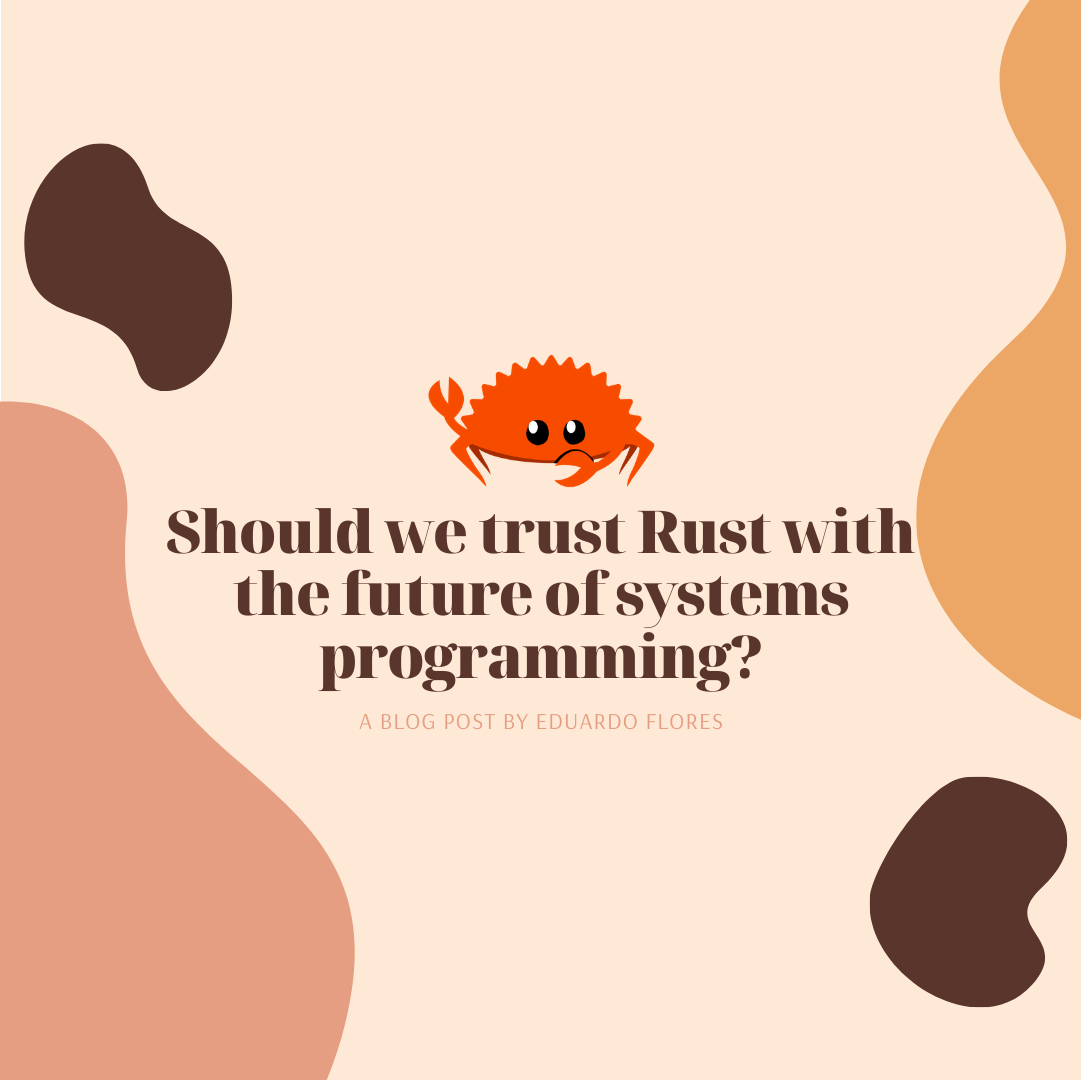 Should we trust Rust with
the future of systems
programming?
A BLOG POST BY EDUARDO FLORES